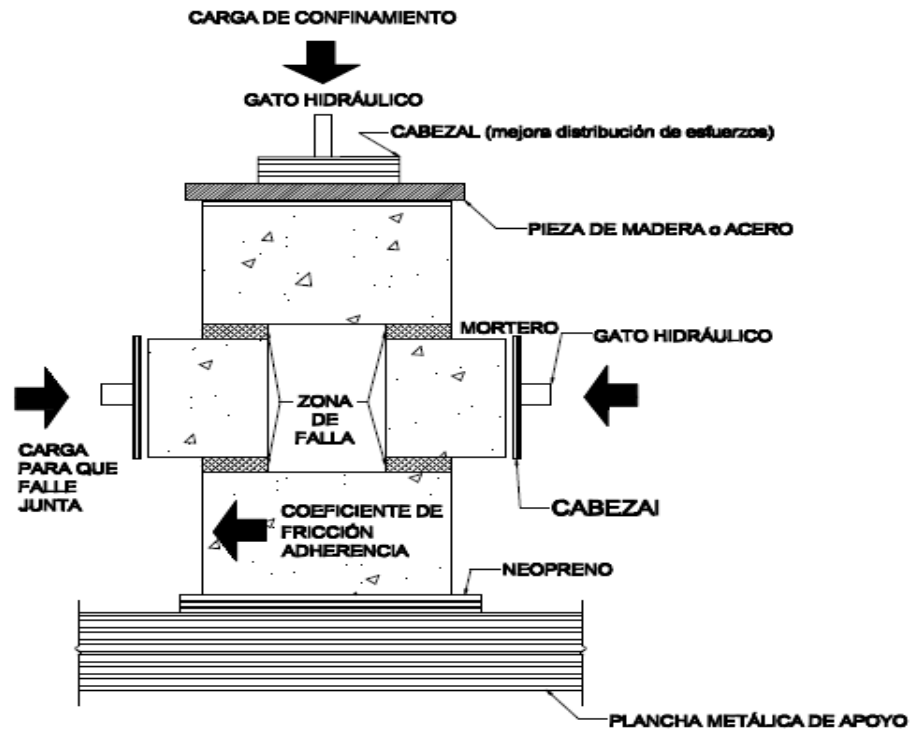 CARGA DE CONFINAMIENTO
GATO HIDRÁULICO
CABEZAL (mejora distribución de esfuerzos)
PIEZA DE MADERA o ACERO
MORTERO
GATO HIDRÁULICO
ZONA
DE
FALLA
CARGA
PARA QUE
FALLE
JUNTA
CABEZAl
COEFICIENTE DE
FRICCIÓN
ADHERENCIA
NEOPRENO
PLANCHA METÁLICA DE APOYO